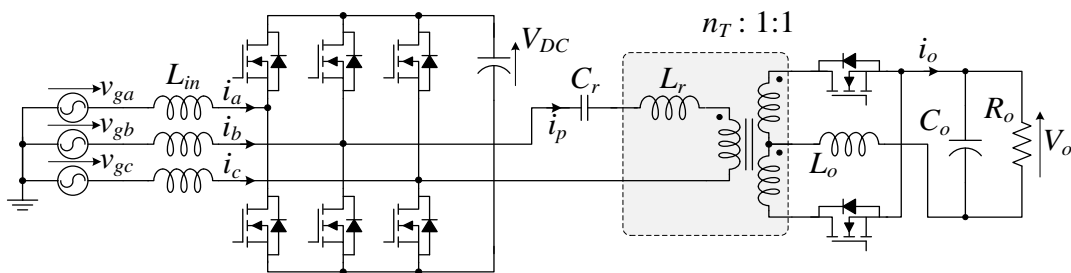 n_T : 1:1
V_DC
i_o
L_in
C_r
L_r
v_ga
i_a
v_gb
i_b
i_p
L_o
C_o
R_o
V_o
v_gc
i_c